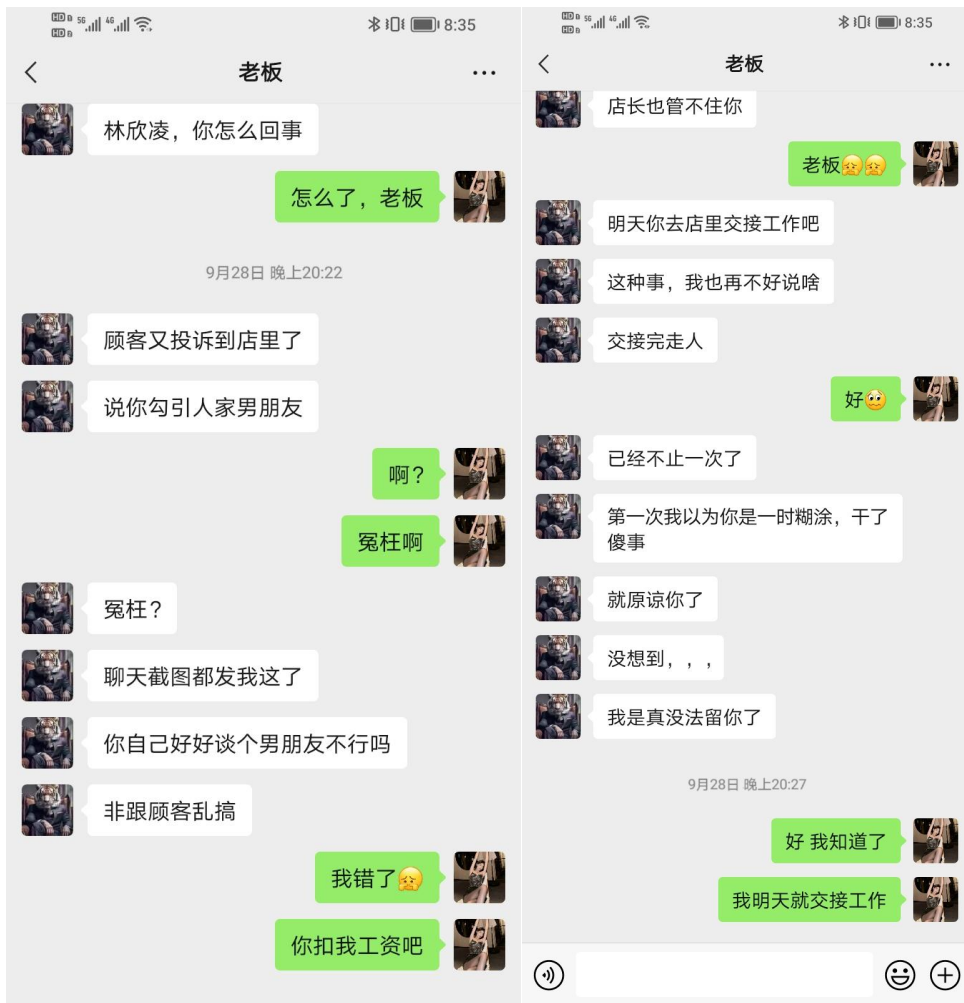 HD 5G 4G 8:35
老板
林欣凌，你怎么回事
怎么了，老板
9月28日 晚上20:22
顾客又投诉到店里了
说你勾引人家男朋友
啊？
冤枉啊
冤枉？
聊天截图都发我这了
你自己好好谈个男朋友不行吗
非跟顾客乱搞
我错了
你扣我工资吧
HD 5G 4G 8:35
老板
店长也管不住你
老板
明天你去店里交接工作吧
这种事，我也再不好说啥
交接完走人
好
已经不止一次了
第一次我以为你是一时糊涂，干了
傻事
就原谅你了
没想到，，，
我是真没法留你了
9月28日 晚上20:27
好 我知道了
我明天就交接工作